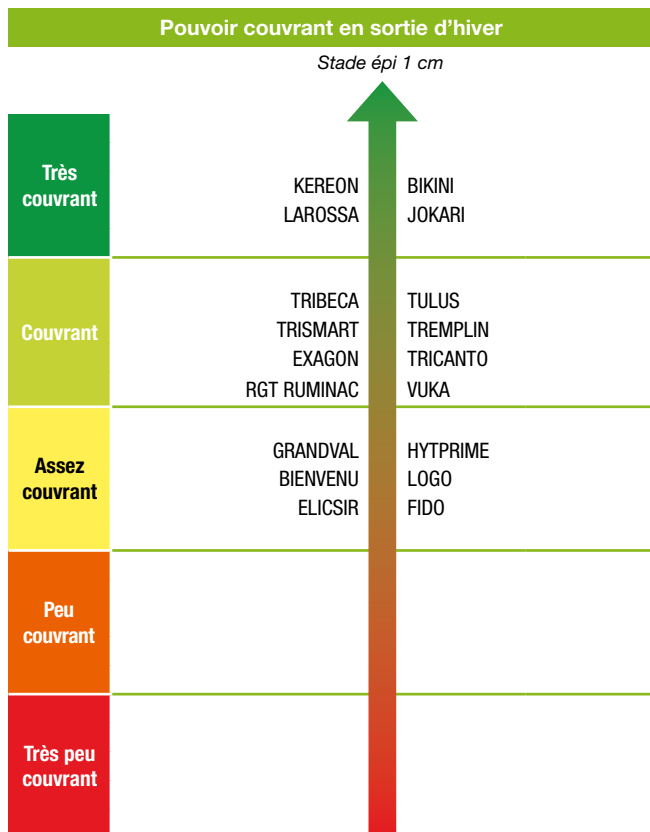 Pouvoir couvrant en sortie d'hiver
Stade épi 1 cm
Très
couvrant
KEREON BIKINI
LAROSSA JOKARI
Couvrant
TRIBECA TULUS
TRISMART TREMPLIN
EXAGON TRICANTO
RGT RUMINAC VUKA
Assez
couvrant
GRANDVAL HYTPRIME
BIENVENU LOGO
ELICSIR FIDO
Peu
couvrant
Très peu
couvrant